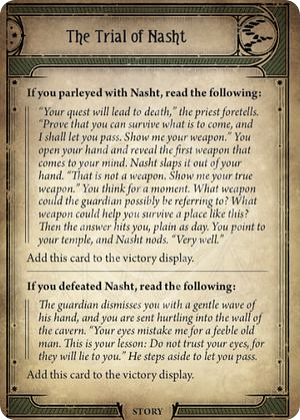 The Trial of Nasht
If you parleyed with Nasht, read the following:
"Your quest will lead to death," the priest foretells.
"Prove that you can survive what is to come, and
I shall let you pass. Show me your weapon." You
open your hand and reveal the first weapon that
comes to your mind. Nasht slaps it out of your
hand. "That is not a weapon. Show me your true
weapon." You think for a moment. What weapon
could the guardian possibly be referring to? What
weapon could help you survive a place like this?
Then the answer hits you, plain as day. You point to
your temple, and Nasht nods. "Very well."
Add this card to the victory display.
If you defeated Nasht, read the following:
The guardian dismisses you with a gentle wave of
his hand, and you are sent hurtling into the wall of
the cavern. "Your eyes mistake me for a feeble old
man. This is your lesson: Do not trust your eyes, for
they will lie to you." He steps aside to let you pass.
Add this card to the victory display.
STORY